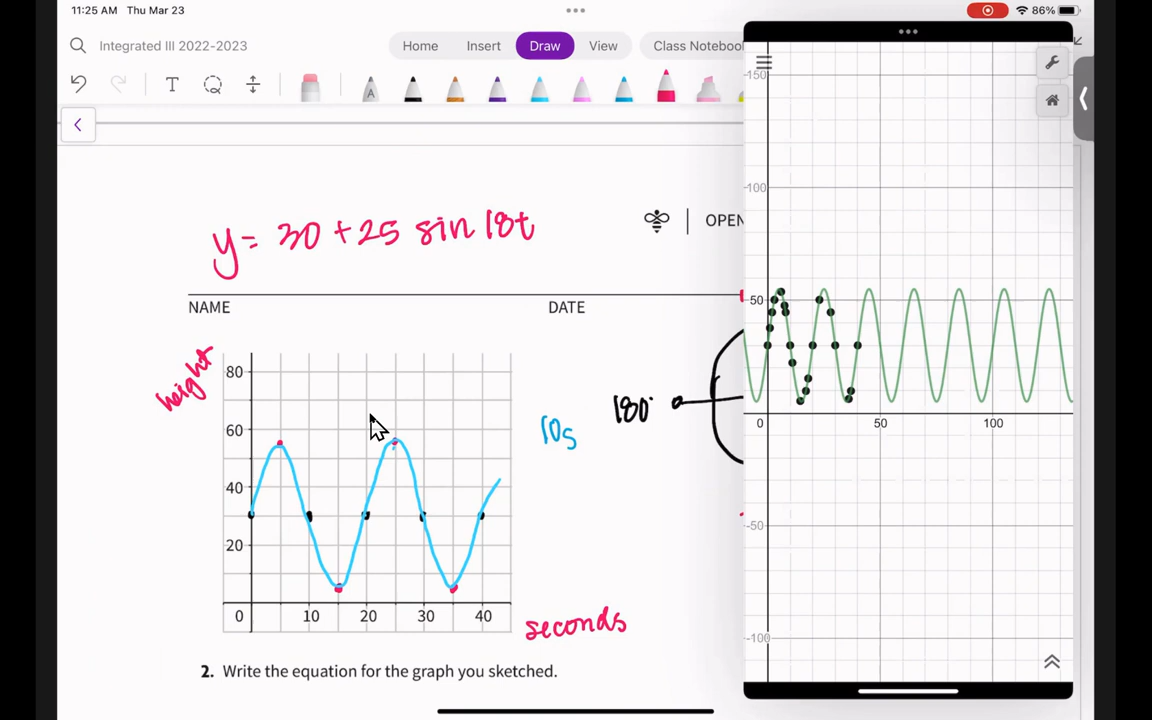 11:25 AM Thu Mar 23
86%
Integrated III 2022-2023
Home Insert Draw View Class Notebook
T
A
y = 30 + 25 sin 18t
OPEN
NAME
DATE
height
80
60
40
20
0 10 20 30 40
seconds
10s
180°
2. Write the equation for the graph you sketched.
150
100
50
0 50 100
-50
-100